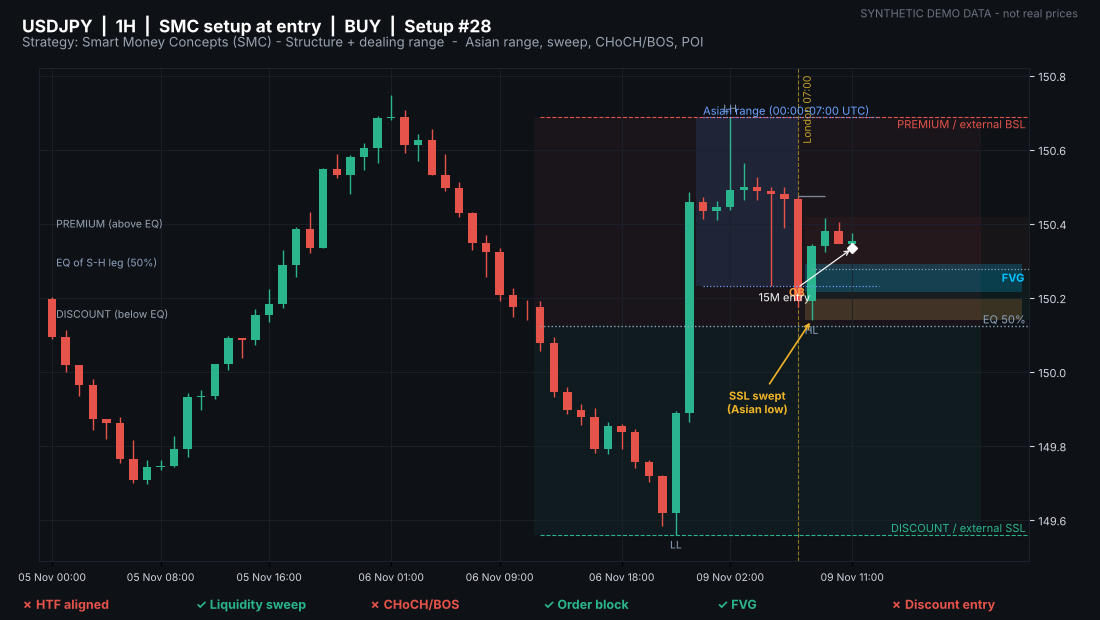 SYNTHETIC DEMO DATA - not real prices
USDJPY | 1H | SMC setup at entry | BUY | Setup #28
Strategy: Smart Money Concepts (SMC) - Structure + dealing range - Asian range, sweep, CHoCH/BOS, POI
150.8
London 07:00
LH
Asian range (00:00-07:00 UTC)
PREMIUM / external BSL
150.6
PREMIUM (above EQ)
150.4
EQ of S-H leg (50%)
FVG
OB
15M entry
150.2
DISCOUNT (below EQ)
EQ 50%
HL
150.0
SSL swept
(Asian low)
149.8
149.6
DISCOUNT / external SSL
LL
05 Nov 00:00
05 Nov 08:00
05 Nov 16:00
06 Nov 01:00
06 Nov 09:00
06 Nov 18:00
09 Nov 02:00
09 Nov 11:00
× HTF aligned
✓ Liquidity sweep
× CHoCH/BOS
✓ Order block
✓ FVG
× Discount entry